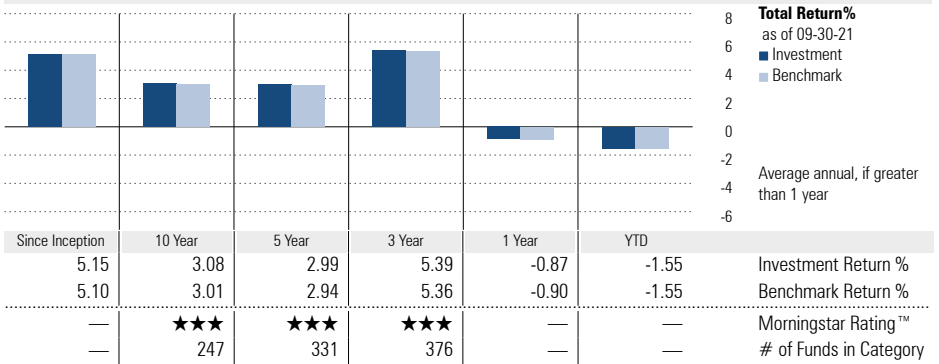 8
6
4
2
0
-2
-4
-6
Total Return%
as of 09-30-21
Investment
Benchmark
Average annual, if greater
than 1 year
Since Inception 10 Year 5 Year 3 Year 1 Year YTD
5.15 3.08 2.99 5.39 -0.87 -1.55 Investment Return %
5.10 3.01 2.94 5.36 -0.90 -1.55 Benchmark Return %
— ★★★ ★★★ ★★★ — — Morningstar Rating™
— 247 331 376 — — # of Funds in Category